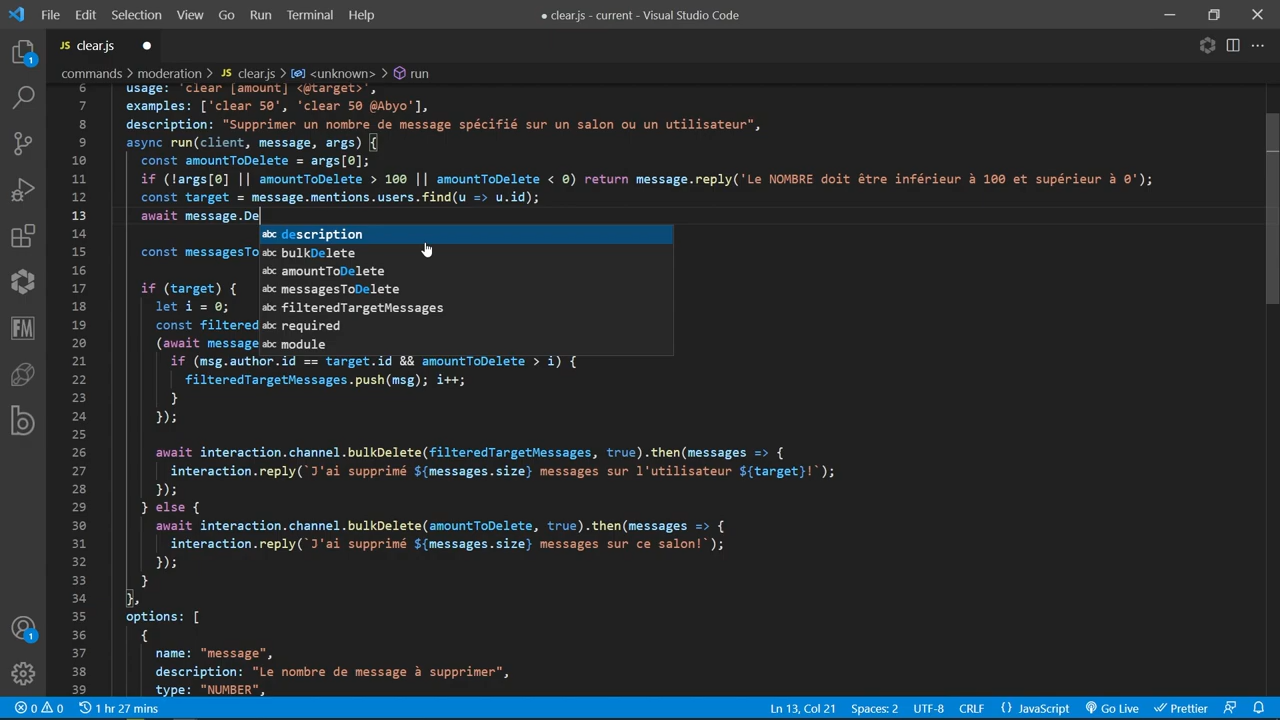 File Edit Selection View Go Run Terminal Help ● clear.js - current - Visual Studio Code
JS clear.js ●
commands > moderation > JS clear.js > <unknown> > run
6 usage: 'clear [amount] <@target>',
7 examples: ['clear 50', 'clear 50 @Abyo'],
8 description: "Supprimer un nombre de message spécifié sur un salon ou un utilisateur",
9 async run(client, message, args) {
10 const amountToDelete = args[0];
11 if (!args[0] || amountToDelete > 100 || amountToDelete < 0) return message.reply('Le NOMBRE doit être inférieur à 100 et supérieur à 0');
12 const target = message.mentions.users.find(u => u.id);
13 await message.De
abc description
14
abc bulkDelete
15 const messagesTo
abc amountToDelete
16
abc messagesToDelete
17 if (target) {
abc filteredTargetMessages
18 let i = 0;
abc required
19 const filtered
abc module
20 (await message
21 if (msg.author.id == target.id && amountToDelete > i) {
22 filteredTargetMessages.push(msg); i++;
23 }
24 });
25
26 await interaction.channel.bulkDelete(filteredTargetMessages, true).then(messages => {
27 interaction.reply(`J'ai supprimé ${messages.size} messages sur l'utilisateur ${target}!`);
28 });
29 } else {
30 await interaction.channel.bulkDelete(amountToDelete, true).then(messages => {
31 interaction.reply(`J'ai supprimé ${messages.size} messages sur ce salon!`);
32 });
33 }
34 },
35 options: [
36 {
37 name: "message",
38 description: "Le nombre de message à supprimer",
39 type: "NUMBER",
1
FM
b
1
0 0 1 hr 27 mins Ln 13, Col 21 Spaces: 2 UTF-8 CRLF {} JavaScript Go Live Prettier